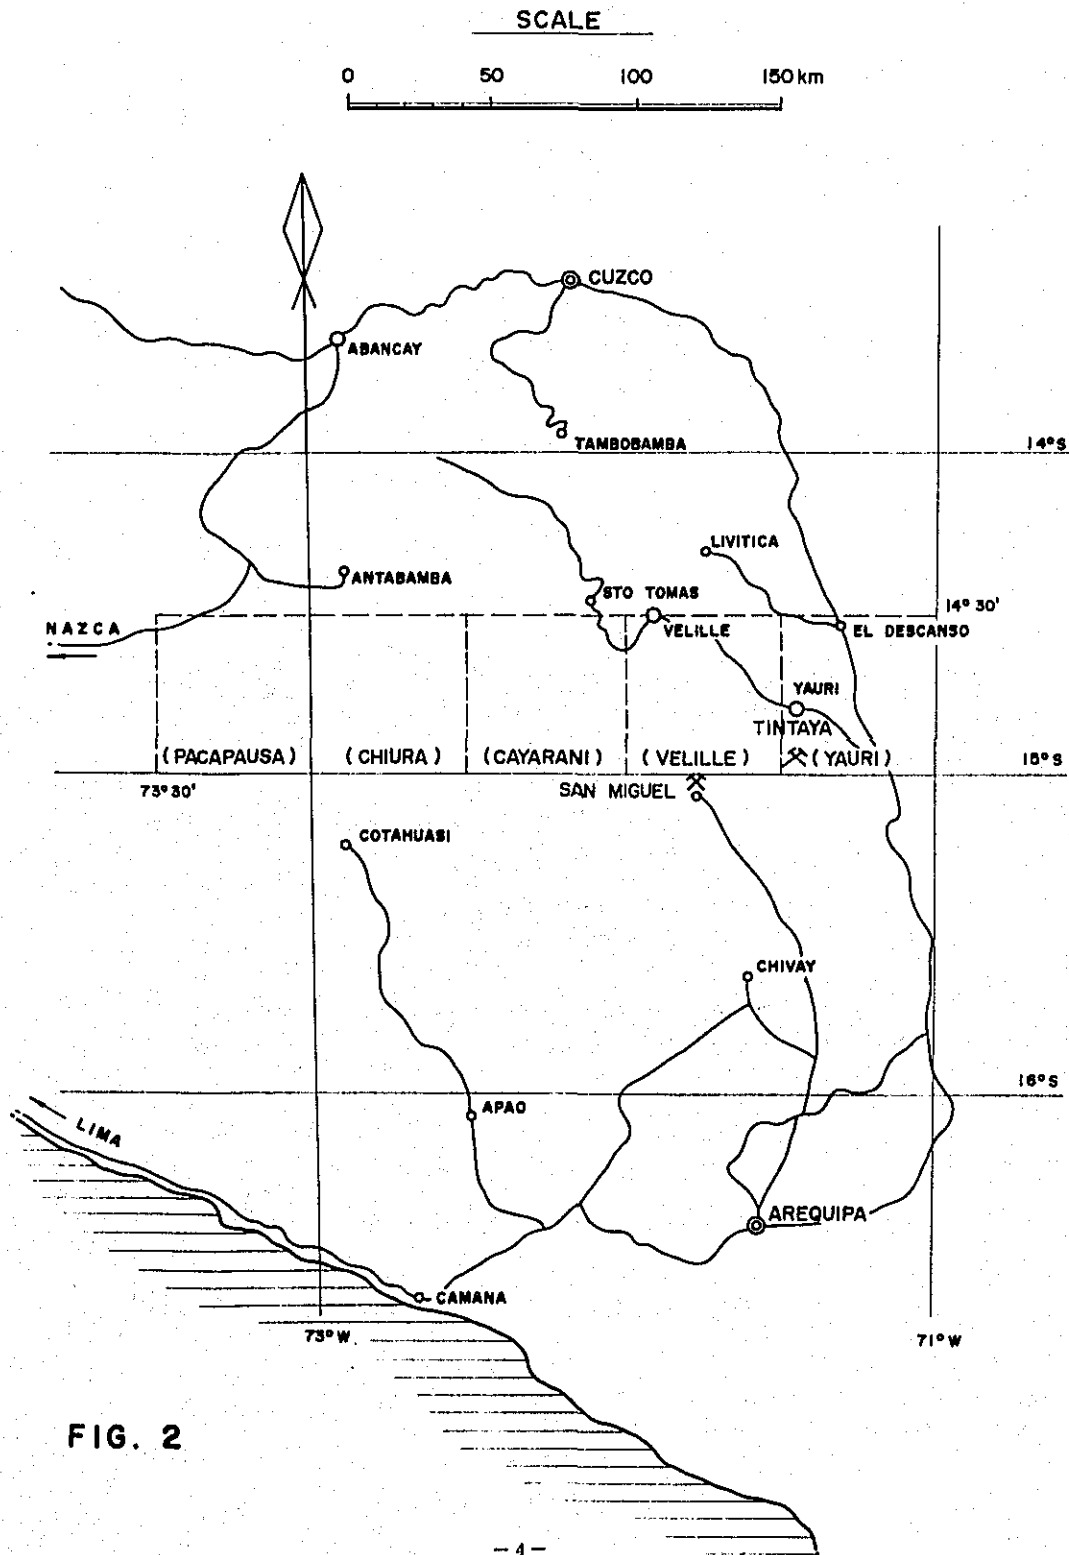 SCALE
0 50 100 150 km
CUZCO
ABANCAY
TAMBOBAMBA
14°S
LIVITICA
ANTABAMBA
STO TOMAS
14° 30'
NAZCA
VELILLE
EL DESCANSO
YAURI
TINTAYA
(PACAPAUSA) (CHIURA) (CAYARANI) (VELILLE) (YAURI)
15°S
73° 30'
SAN MIGUEL
COTAHUASI
CHIVAY
16°S
APAO
LIMA
AREQUIPA
CAMANA
73° W
71° W
FIG. 2
— 4 —